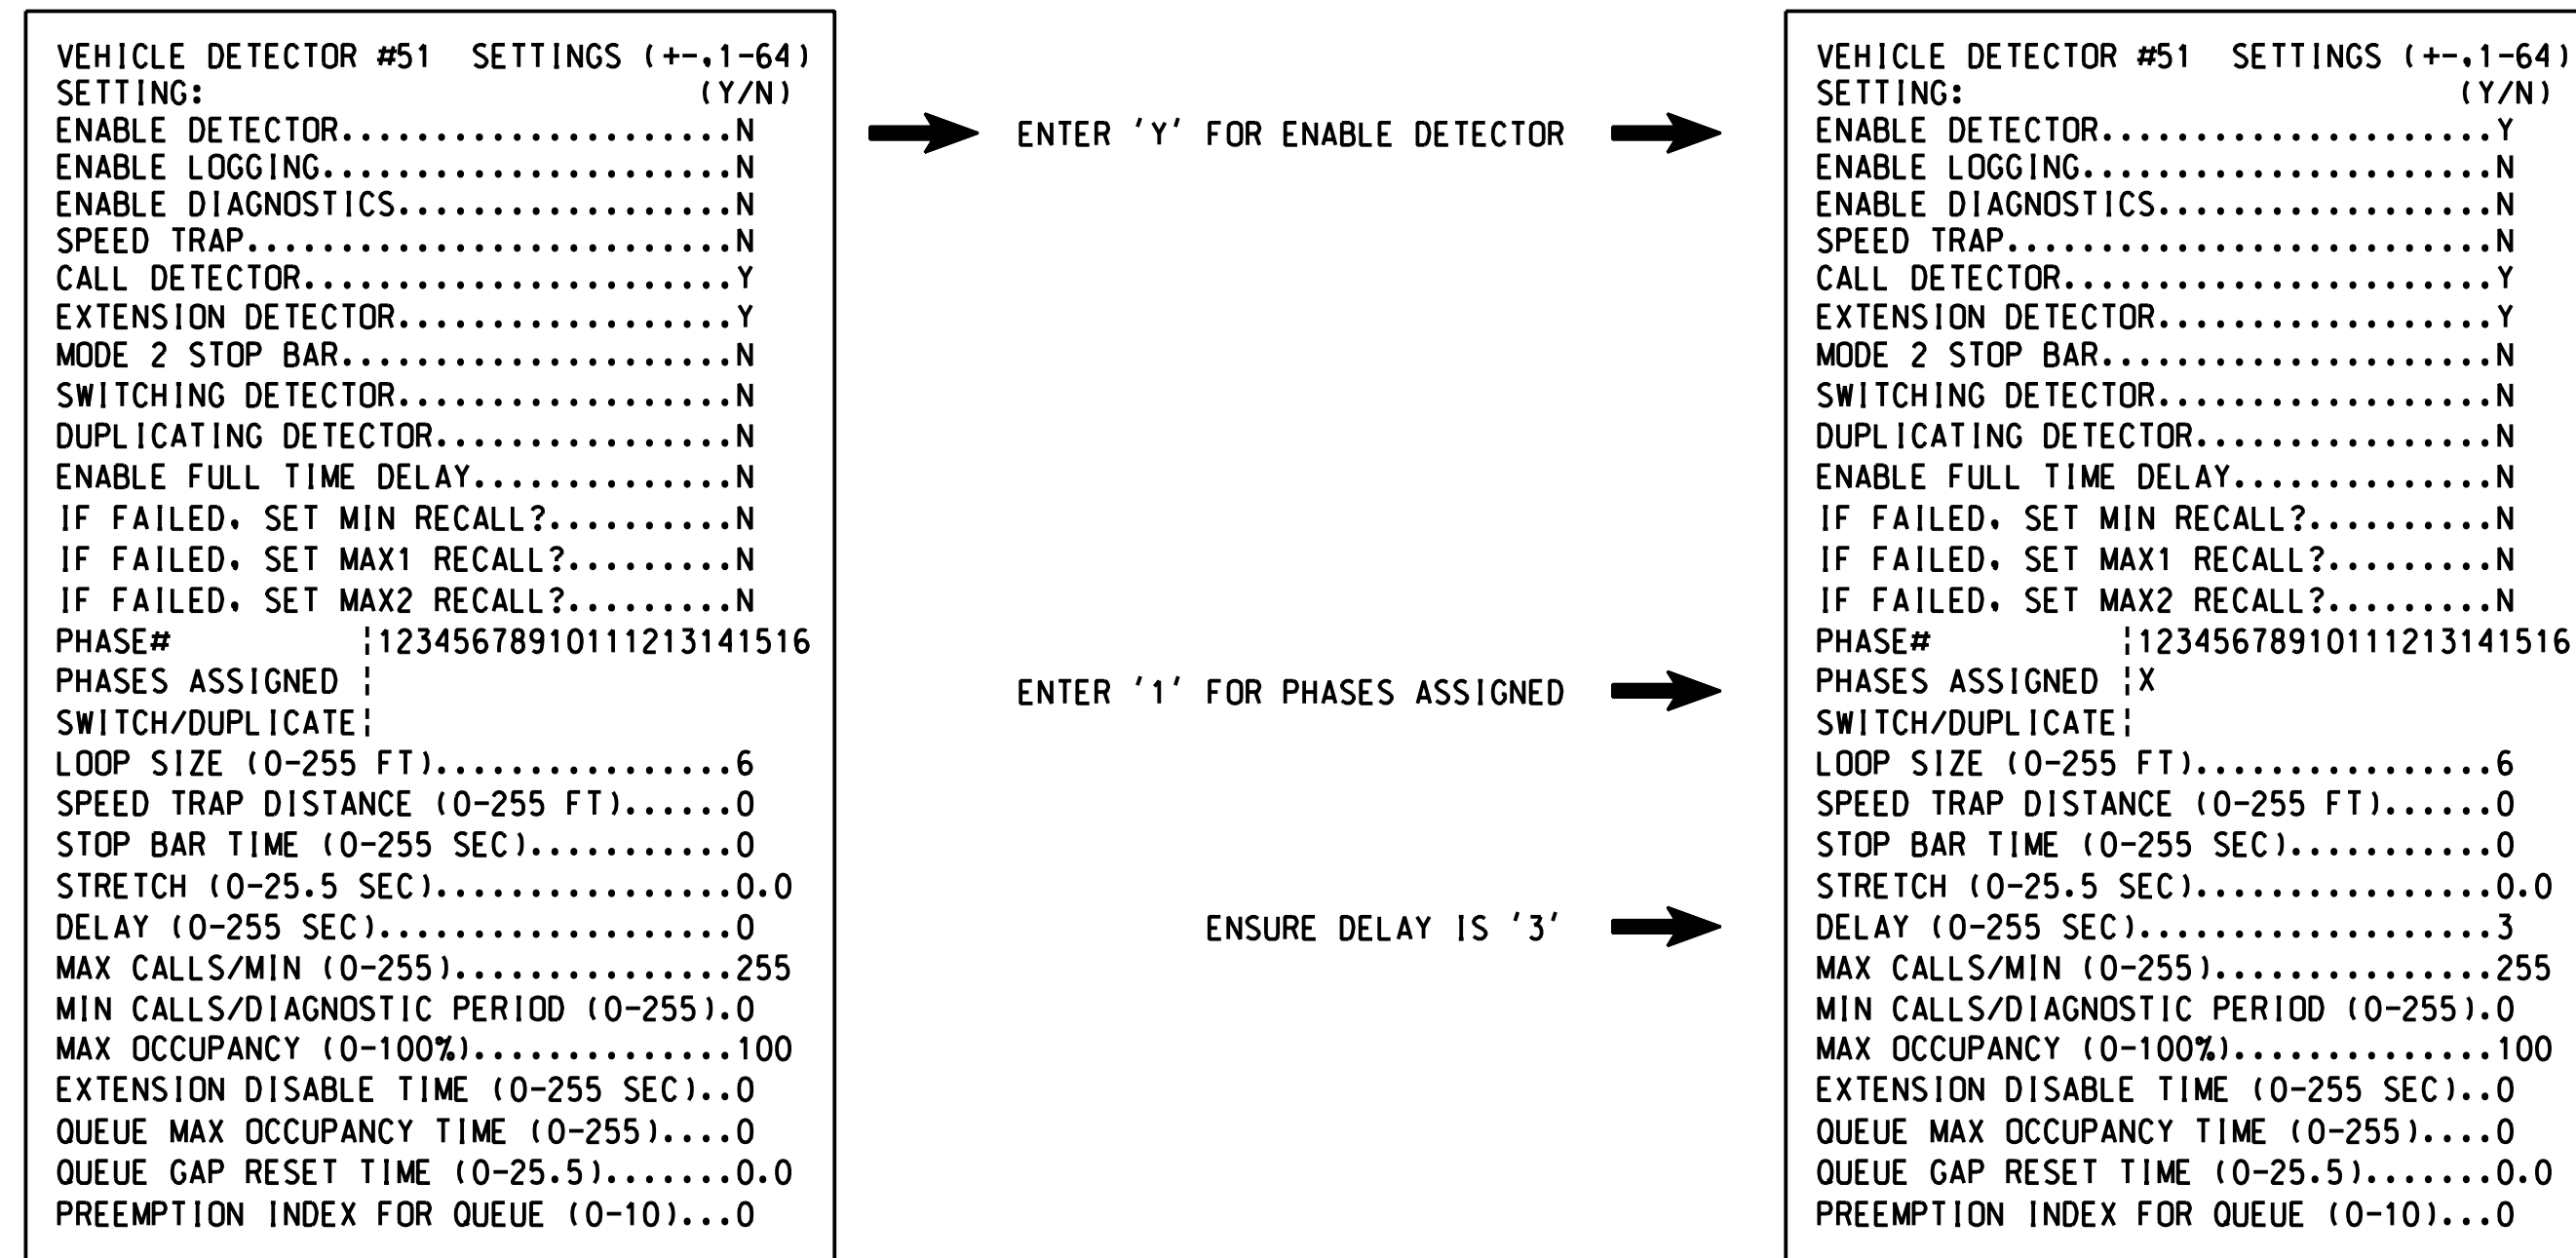 VEHICLE DETECTOR #51 SETTINGS (+-,1-64)
SETTING: (Y/N)
ENABLE DETECTOR.....................N
ENABLE LOGGING......................N
ENABLE DIAGNOSTICS..................N
SPEED TRAP..........................N
CALL DETECTOR.......................Y
EXTENSION DETECTOR..................Y
MODE 2 STOP BAR.....................N
SWITCHING DETECTOR..................N
DUPLICATING DETECTOR................N
ENABLE FULL TIME DELAY..............N
IF FAILED, SET MIN RECALL?..........N
IF FAILED, SET MAX1 RECALL?.........N
IF FAILED, SET MAX2 RECALL?.........N
PHASE# ¦12345678910111213141516
PHASES ASSIGNED ¦
SWITCH/DUPLICATE¦
LOOP SIZE (0-255 FT)................6
SPEED TRAP DISTANCE (0-255 FT)......0
STOP BAR TIME (0-255 SEC)...........0
STRETCH (0-25.5 SEC)................0.0
DELAY (0-255 SEC)...................0
MAX CALLS/MIN (0-255)...............255
MIN CALLS/DIAGNOSTIC PERIOD (0-255).0
MAX OCCUPANCY (0-100%)..............100
EXTENSION DISABLE TIME (0-255 SEC)..0
QUEUE MAX OCCUPANCY TIME (0-255)....0
QUEUE GAP RESET TIME (0-25.5).......0.0
PREEMPTION INDEX FOR QUEUE (0-10)...0
ENTER 'Y' FOR ENABLE DETECTOR
ENTER '1' FOR PHASES ASSIGNED
ENSURE DELAY IS '3'
VEHICLE DETECTOR #51 SETTINGS (+-,1-64)
SETTING: (Y/N)
ENABLE DETECTOR.....................Y
ENABLE LOGGING......................N
ENABLE DIAGNOSTICS..................N
SPEED TRAP..........................N
CALL DETECTOR.......................Y
EXTENSION DETECTOR..................Y
MODE 2 STOP BAR.....................N
SWITCHING DETECTOR..................N
DUPLICATING DETECTOR................N
ENABLE FULL TIME DELAY..............N
IF FAILED, SET MIN RECALL?..........N
IF FAILED, SET MAX1 RECALL?.........N
IF FAILED, SET MAX2 RECALL?.........N
PHASE# ¦12345678910111213141516
PHASES ASSIGNED ¦X
SWITCH/DUPLICATE¦
LOOP SIZE (0-255 FT)................6
SPEED TRAP DISTANCE (0-255 FT)......0
STOP BAR TIME (0-255 SEC)...........0
STRETCH (0-25.5 SEC)................0.0
DELAY (0-255 SEC)...................3
MAX CALLS/MIN (0-255)...............255
MIN CALLS/DIAGNOSTIC PERIOD (0-255).0
MAX OCCUPANCY (0-100%)..............100
EXTENSION DISABLE TIME (0-255 SEC)..0
QUEUE MAX OCCUPANCY TIME (0-255)....0
QUEUE GAP RESET TIME (0-25.5).......0.0
PREEMPTION INDEX FOR QUEUE (0-10)...0